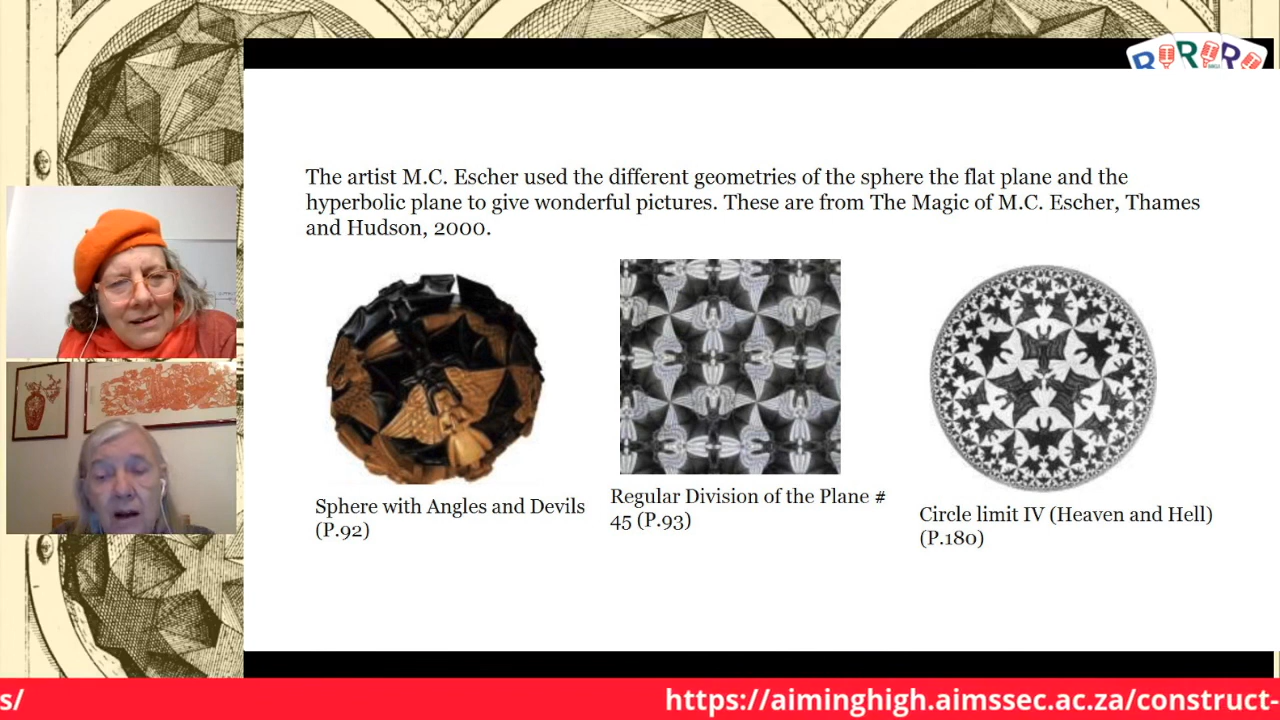 The artist M.C. Escher used the different geometries of the sphere the flat plane and the
hyperbolic plane to give wonderful pictures. These are from The Magic of M.C. Escher, Thames
and Hudson, 2000.
Sphere with Angles and Devils
(P.92)
Regular Division of the Plane #
45 (P.93)
Circle limit IV (Heaven and Hell)
(P.180)
s/
https://aiminghigh.aimssec.ac.za/construct-